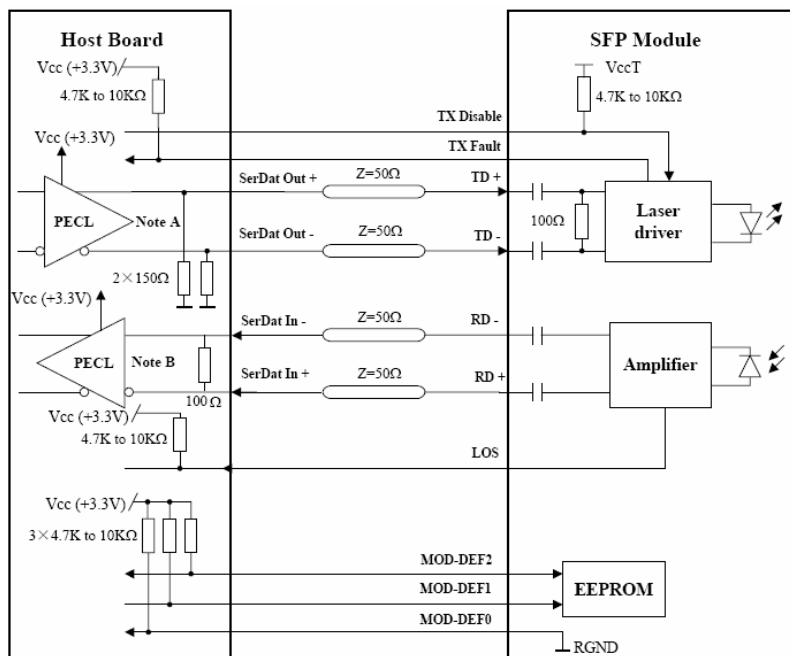 Host Board
SFP Module
Vcc (+3.3V)
4.7K to 10KΩ
VccT
4.7K to 10KΩ
TX Disable
TX Fault
Vcc (+3.3V)
PECL
Note A
SerDat Out +
Z=50Ω
TD +
100Ω
Laser
driver
SerDat Out -
Z=50Ω
TD -
2×150Ω
Vcc (+3.3V)
PECL
Note B
SerDat In -
Z=50Ω
RD -
Amplifier
SerDat In +
Z=50Ω
RD +
100Ω
Vcc (+3.3V)
4.7K to 10KΩ
LOS
Vcc (+3.3V)
3×4.7K to 10KΩ
MOD-DEF2
MOD-DEF1
MOD-DEF0
EEPROM
RGND